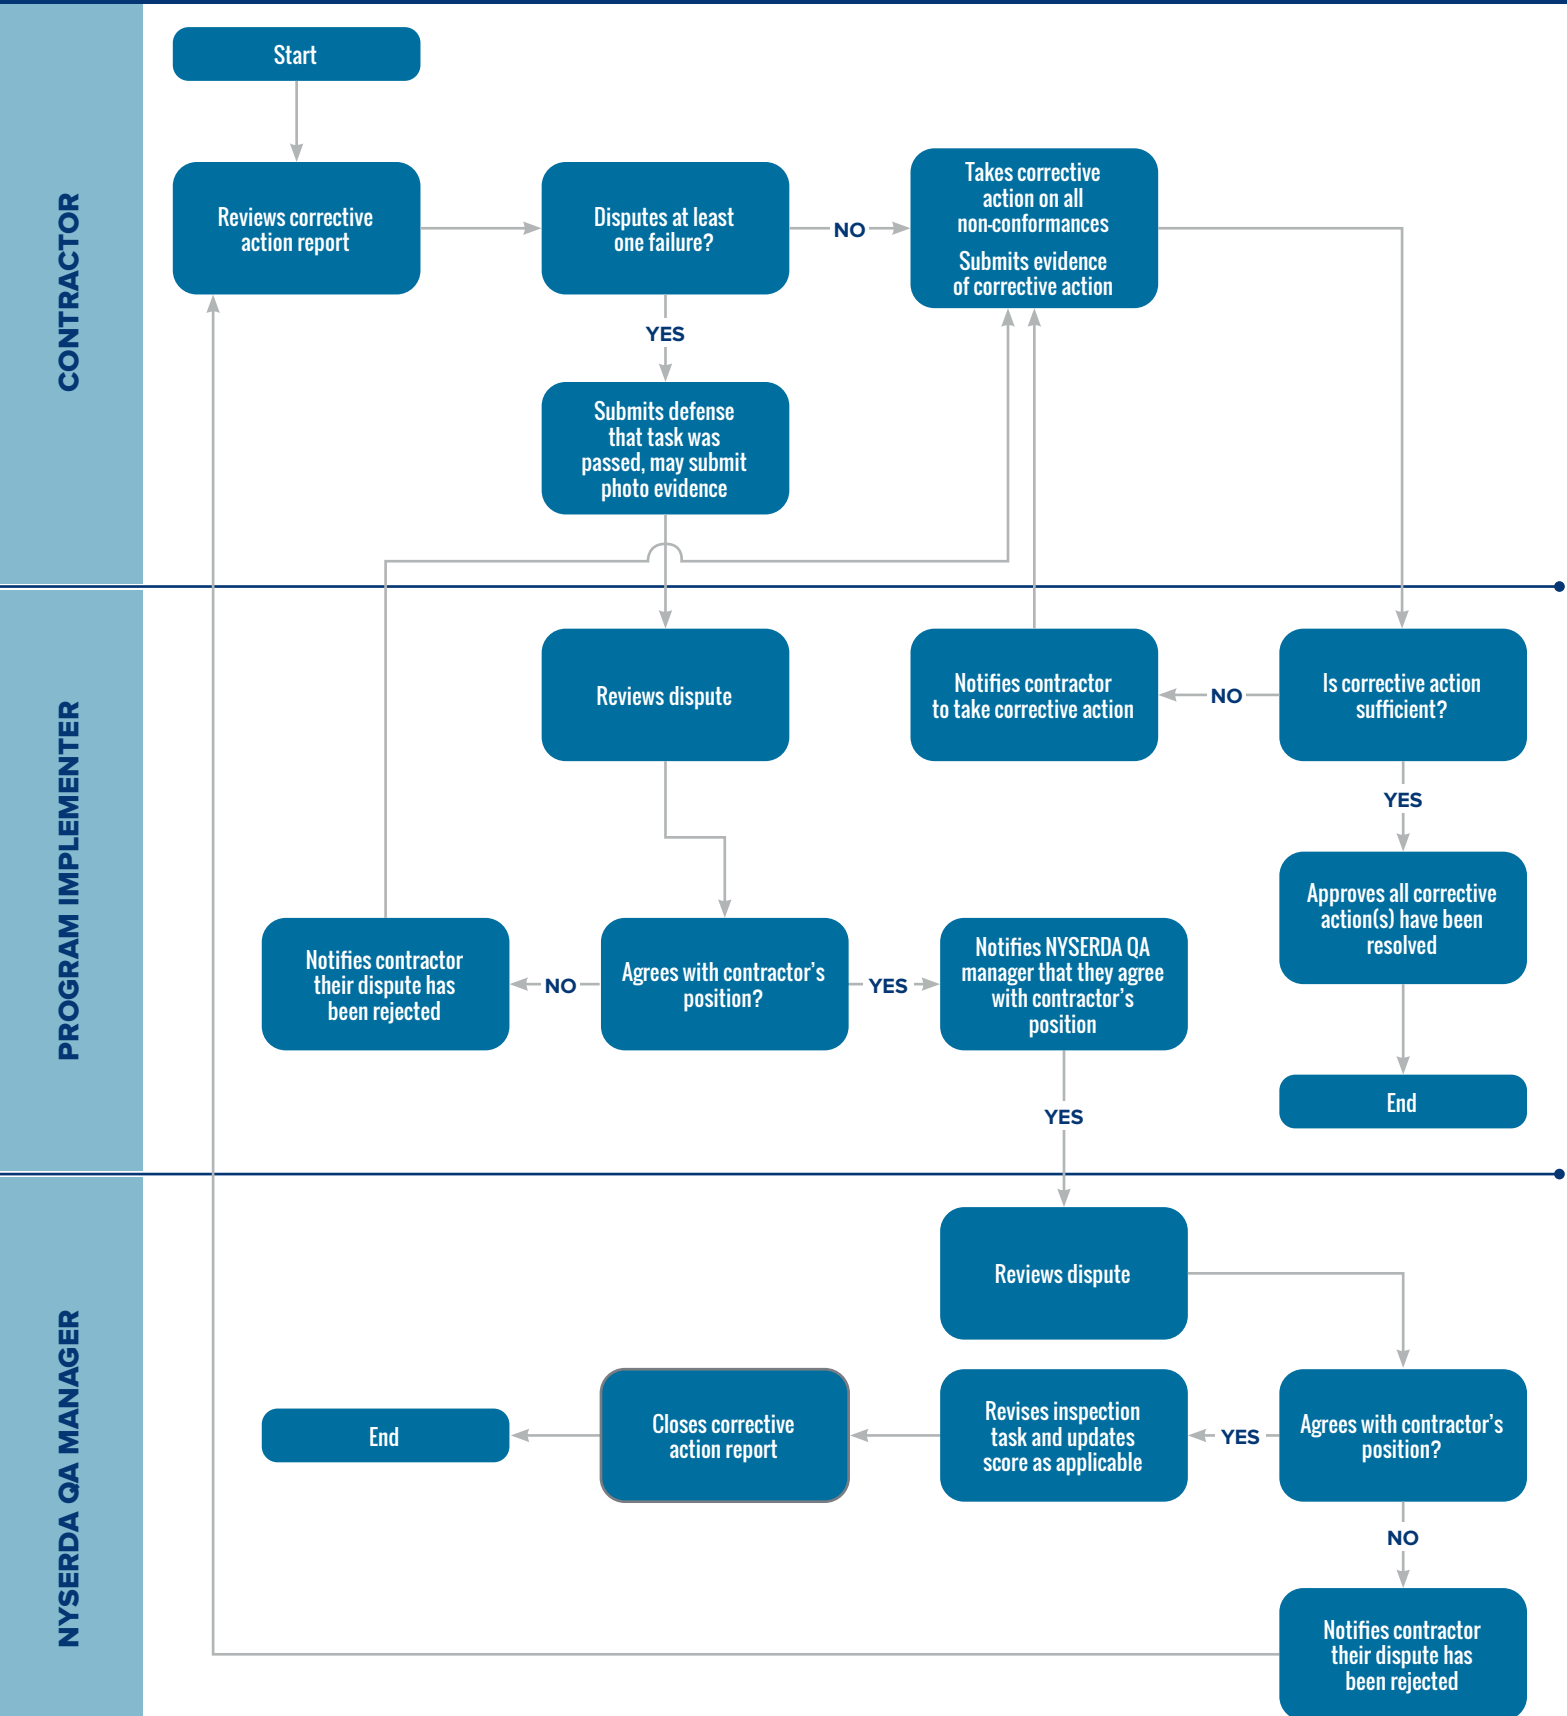 CONTRACTOR
Start
Reviews corrective
action report
Disputes at least
one failure?
NO
Takes corrective
action on all
non-conformances
Submits evidence
of corrective action
YES
Submits defense
that task was
passed, may submit
photo evidence
PROGRAM IMPLEMENTER
Reviews dispute
Notifies contractor
to take corrective action
NO
Is corrective action
sufficient?
YES
Approves all corrective
action(s) have been
resolved
Notifies contractor
their dispute has
been rejected
NO
Agrees with contractor's
position?
YES
Notifies NYSERDA QA
manager that they agree
with contractor's
position
End
YES
NYSERDA QA MANAGER
Reviews dispute
End
Closes corrective
action report
Revises inspection
task and updates
score as applicable
YES
Agrees with contractor's
position?
NO
Notifies contractor
their dispute has
been rejected